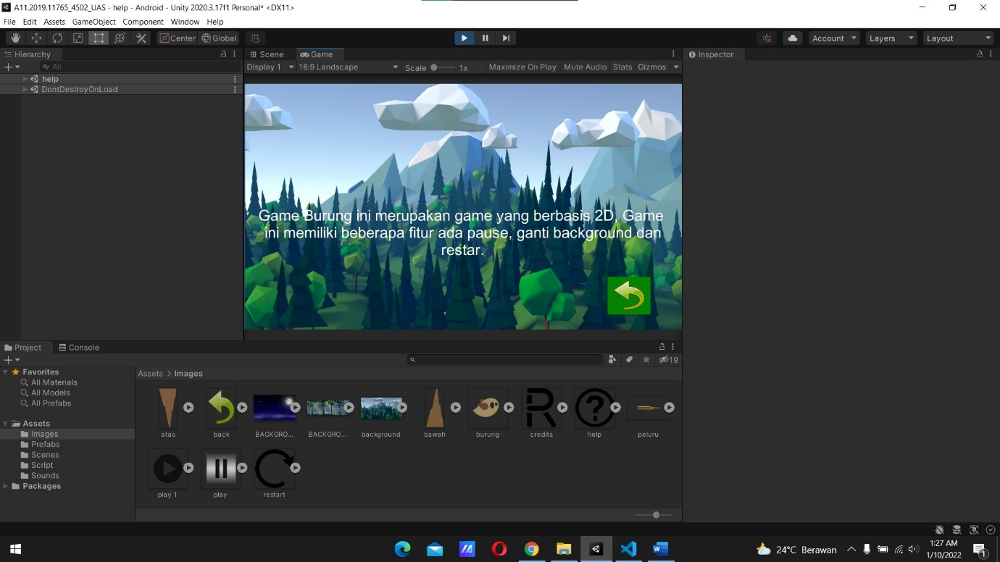 A11.2019.11765_4502_UAS - help - Android - Unity 2020.3.17f1 Personal* <DX11>
File Edit Assets GameObject Component Window Help
Center Global Account Layers Layout
Hierarchy
All
help
DontDestroyOnLoad
Scene Game
Display 1 16:9 Landscape Scale 1x Maximize On Play Mute Audio Stats Gizmos
Game Burung ini merupakan game yang berbasis 2D, Game
ini memiliki beberapa fitur ada pause, ganti background dan
restar.
Inspector
Project Console
19
Favorites
All Materials
All Models
All Prefabs
Assets
Images
Prefabs
Scenes
Script
Sounds
Packages
Assets > Images
atas back BACKGRO... BACKGRO... background bawah burung credits help peluru
play 1 play restart
24°C Berawan
1:27 AM
1/10/2022
1